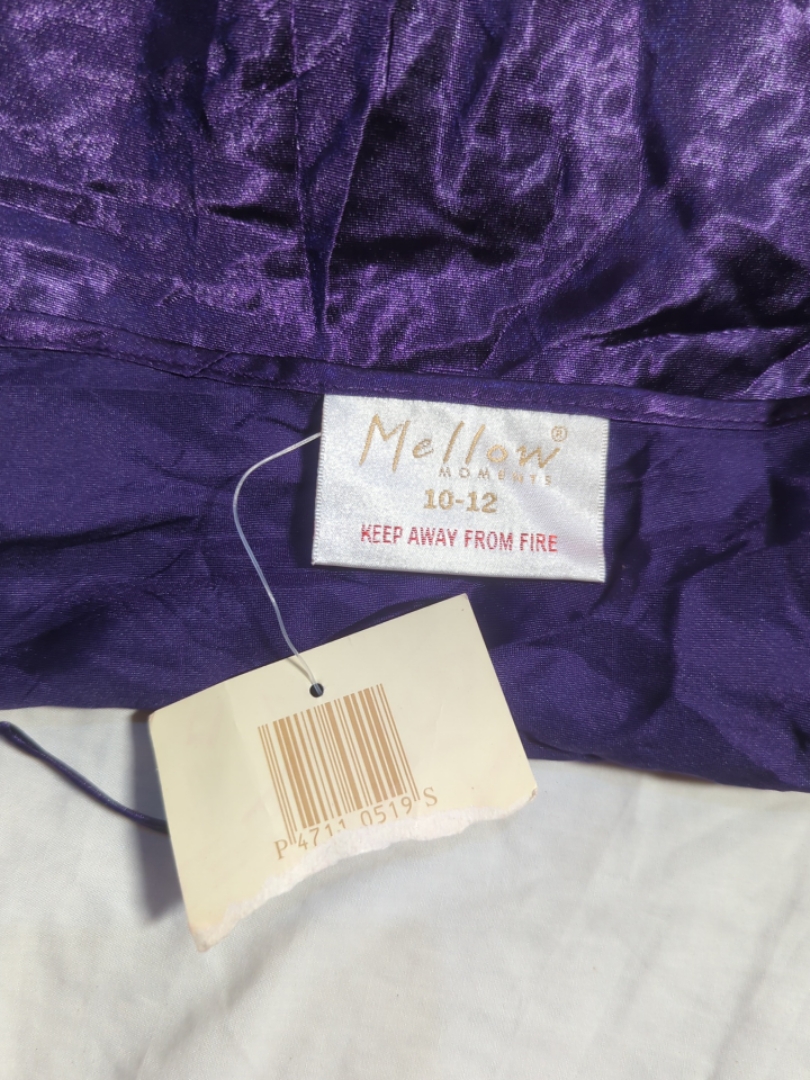 Mellow®
MOMENTS
10-12
KEEP AWAY FROM FIRE
P 4711 0519 S